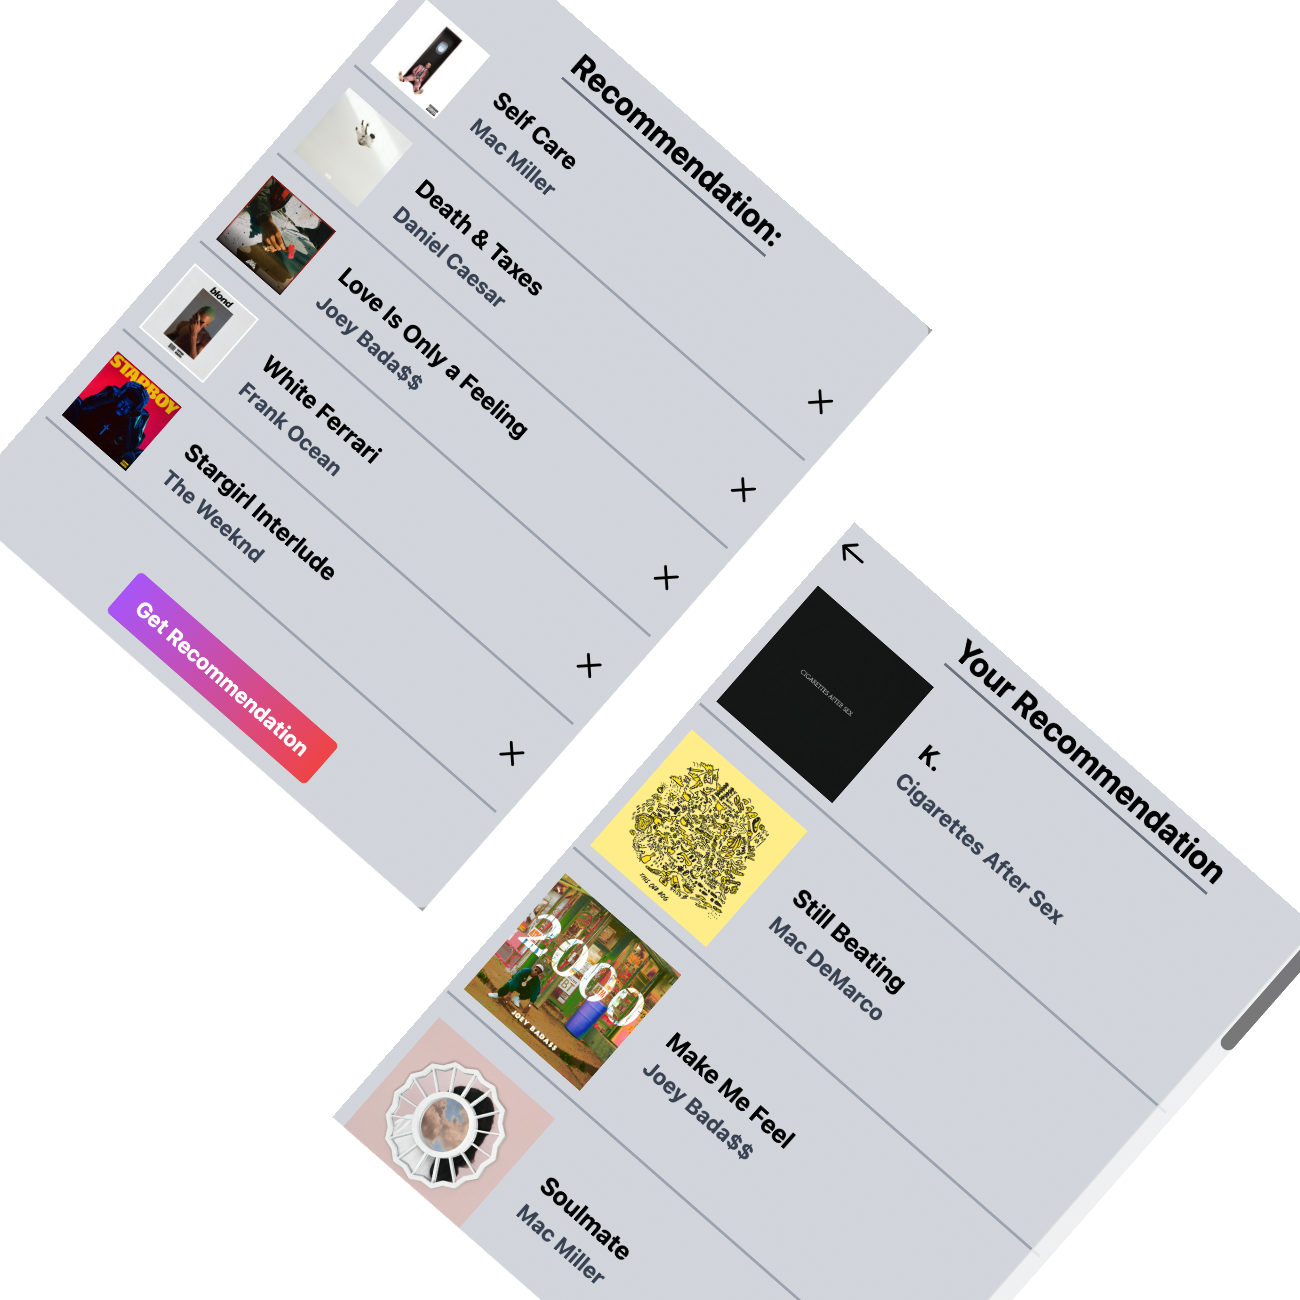 Recommendation:
Self Care
Mac Miller
Death & Taxes
Daniel Caesar
Love Is Only a Feeling
Joey Bada$$
blond
White Ferrari
Frank Ocean
STARBOY
Stargirl Interlude
The Weeknd
Get Recommendation
Your Recommendation
CIGARETTES AFTER SEX
K.
Cigarettes After Sex
Still Beating
Mac DeMarco
2000
JOEY BADA$$
Make Me Feel
Joey Bada$$
Soulmate
Mac Miller